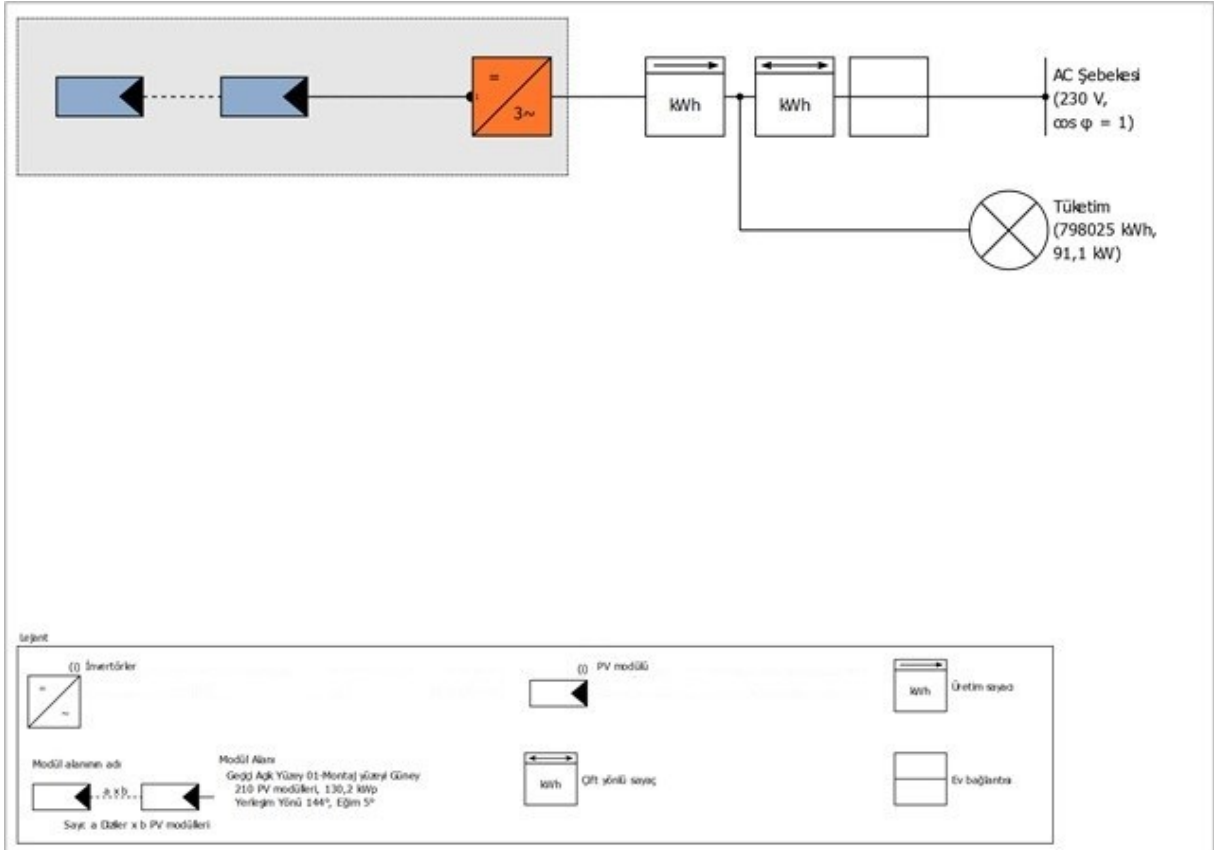 =
3~
kWh
kWh
AC Şebekesi
(230 V,
cos φ = 1)
Tüketim
(798025 kWh,
91,1 kW)
Lejant
(i) İnvertörler
=
~
(i) PV modülü
kWh
Üretim sayacı
Modül alanının adı
a x b
Sayı: a Diziler x b PV modülleri
Modül Alanı
Geçici Açık Yüzey 01-Montaj yüzeyi Güney
210 PV modülleri, 130,2 kWp
Yerleşim Yönü 144°, Eğim 5°
kWh
Çift yönlü sayaç
Ev bağlantısı